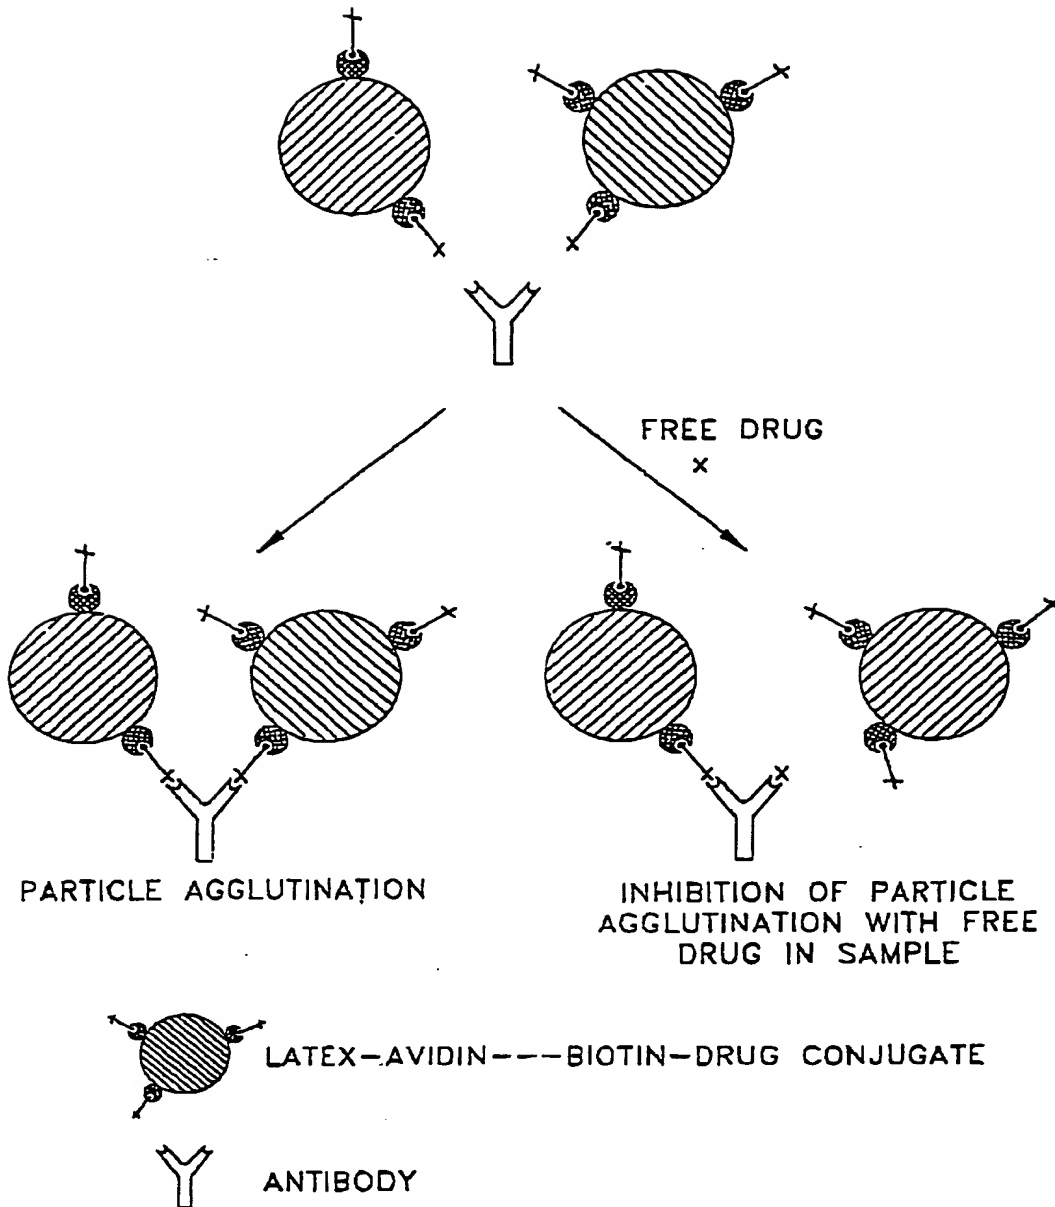 FREE DRUG
x
PARTICLE AGGLUTINATION
INHIBITION OF PARTICLE
AGGLUTINATION WITH FREE
DRUG IN SAMPLE
LATEX-AVIDIN---BIOTIN-DRUG CONJUGATE
ANTIBODY